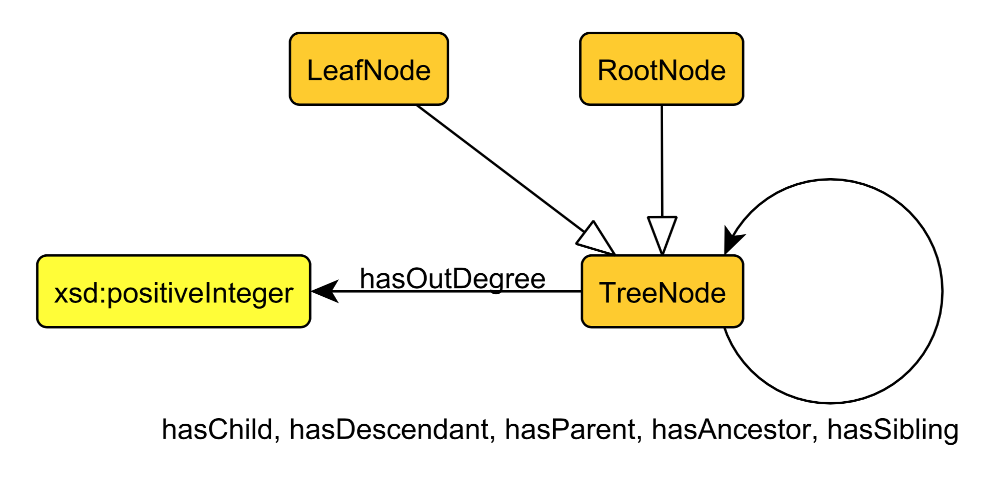 LeafNode
RootNode
hasOutDegree
xsd:positiveInteger
TreeNode
hasChild, hasDescendant, hasParent, hasAncestor, hasSibling